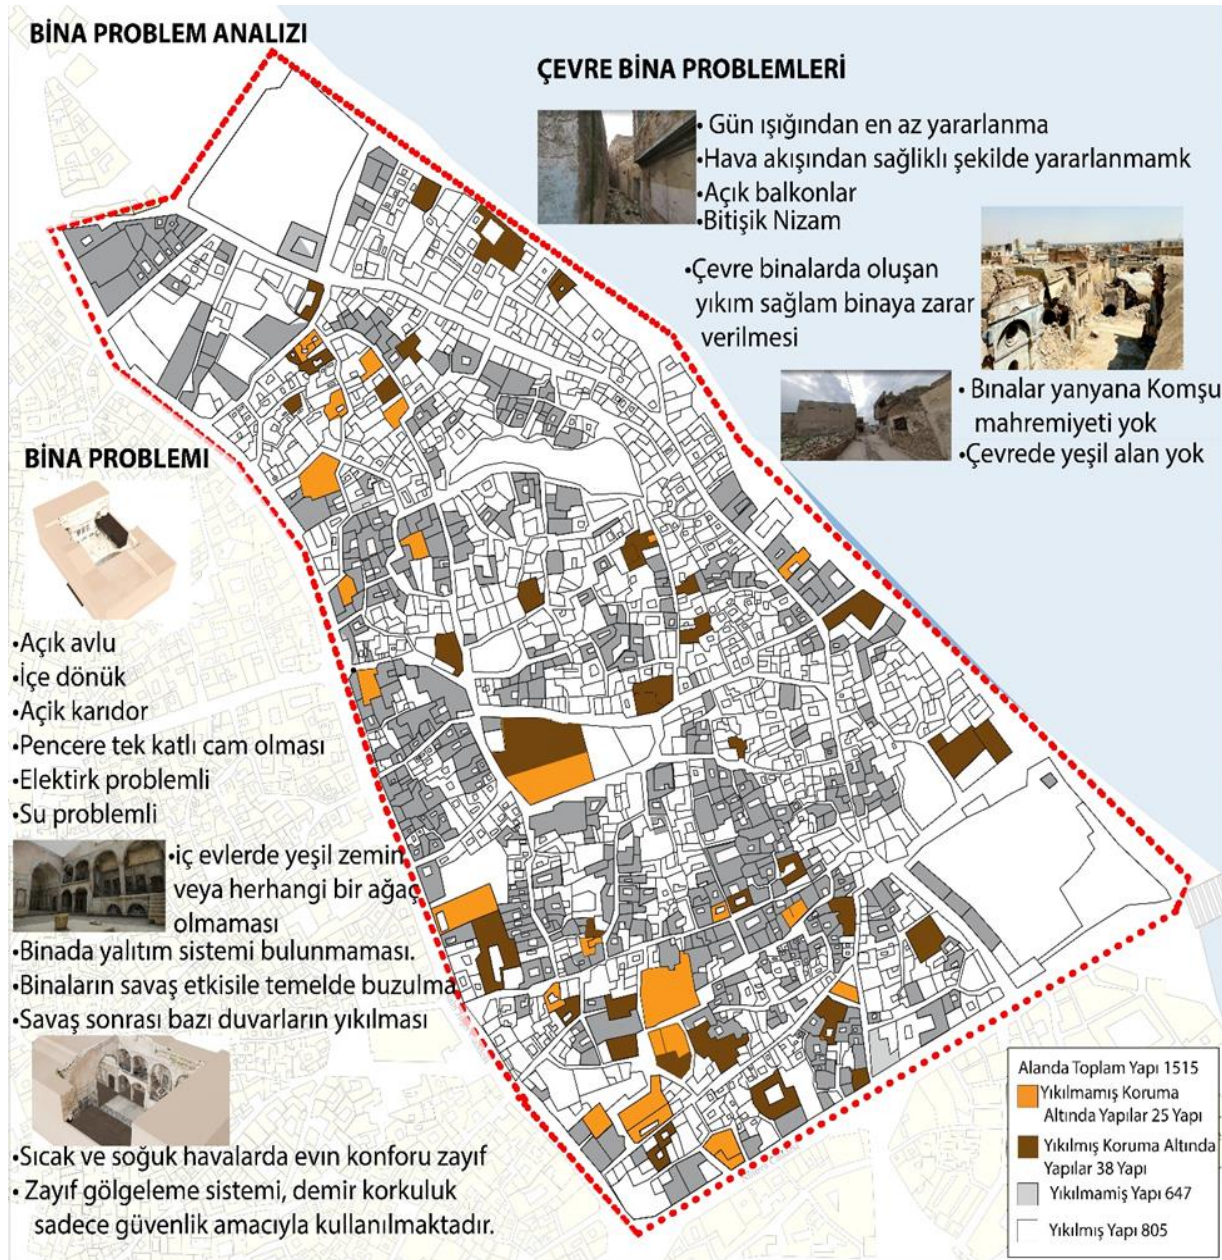 BİNA PROBLEM ANALIZI
ÇEVRE BİNA PROBLEMLERİ
• Gün ışığından en az yararlanma
•Hava akışından sağlikli şekilde yararlanmamk
•Açık balkonlar
•Bitişik Nizam
•Çevre binalarda oluşan
yıkım sağlam binaya zarar
verilmesi
• Bınalar yanyana Komşu
mahremiyeti yok
•Çevrede yeşil alan yok
BİNA PROBLEMI
•Açık avlu
•İçe dönük
•Açik karıdor
•Pencere tek katlı cam olması
•Elektirk problemli
•Su problemli
•iç evlerde yeşil zemin
veya herhangi bir ağaç
olmaması
•Binada yalıtım sistemi bulunmaması.
•Binaların savaş etkisile temelde buzulma
•Savaş sonrası bazı duvarların yıkılması
•Sıcak ve soğuk havalarda evın konforu zayıf
• Zayıf gölgeleme sistemi, demir korkuluk
sadece güvenlik amacıyla kullanılmaktadır.
Alanda Toplam Yapı 1515
Yıkılmamış Koruma
Altında Yapılar 25 Yapı
Yıkılmış Koruma Altında
Yapılar 38 Yapı
Yıkılmamiş Yapı 647
Yıkılmış Yapı 805